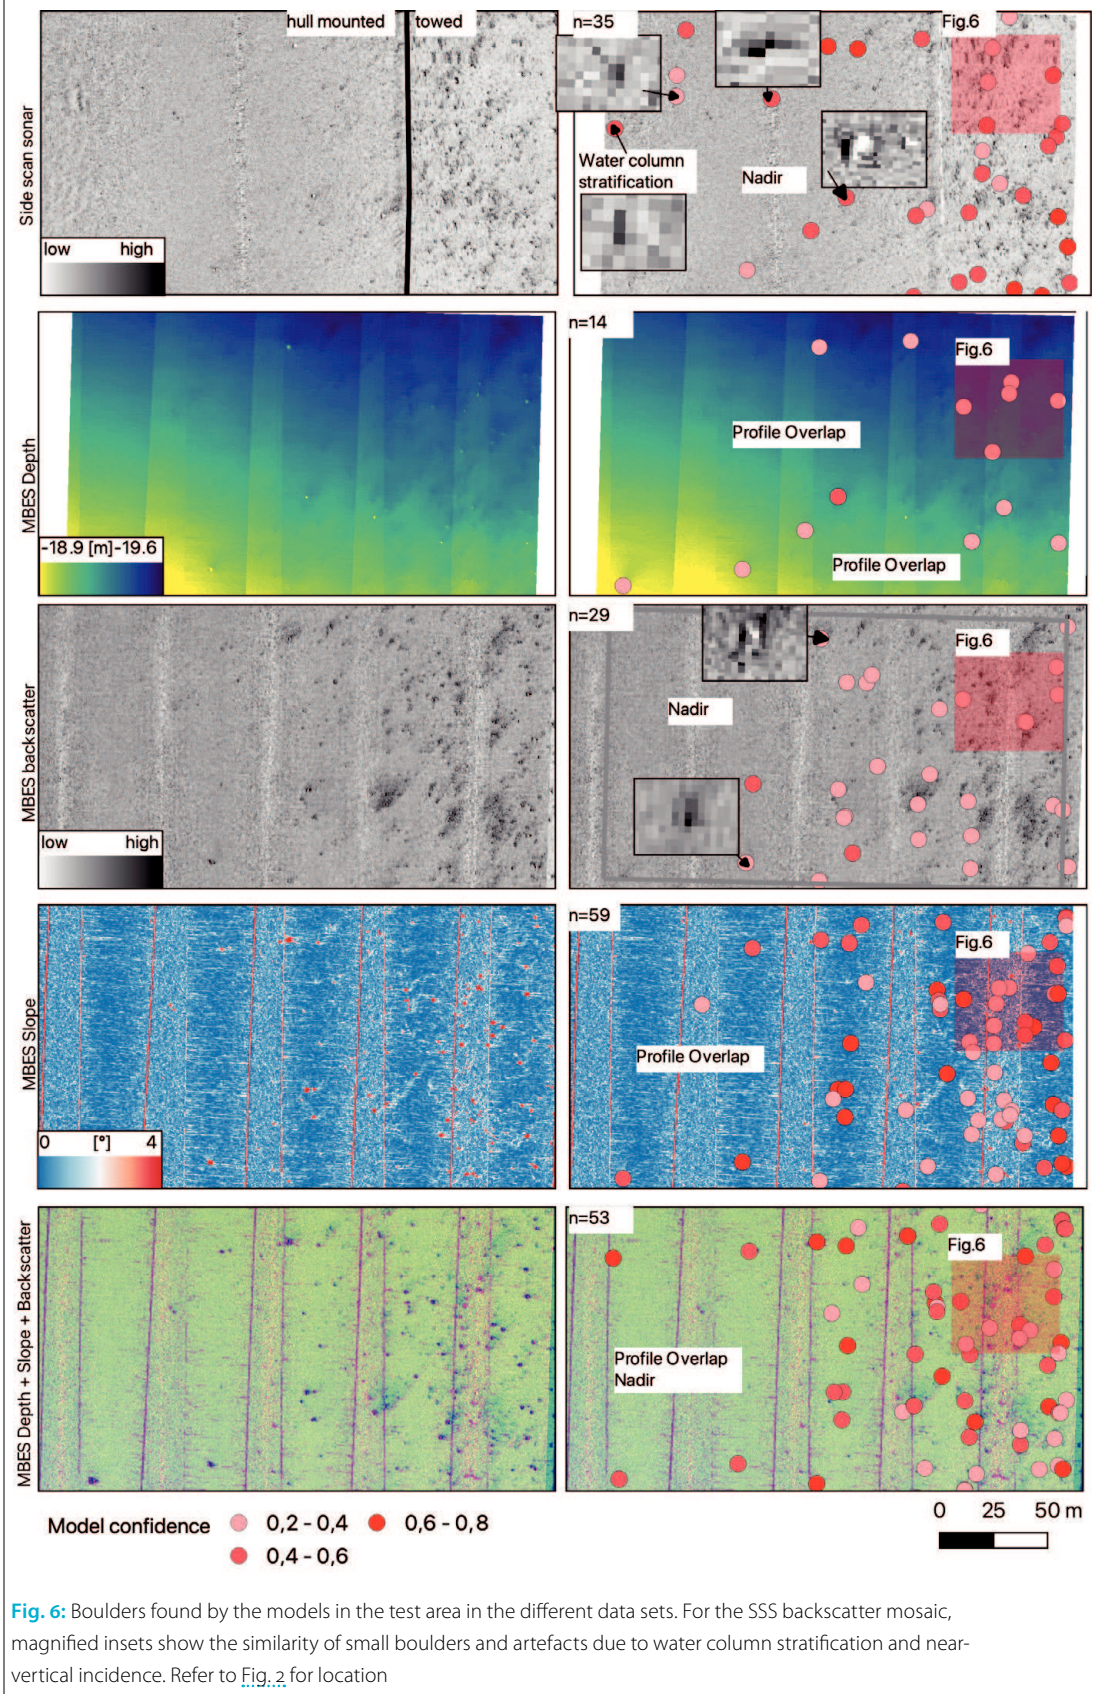 hull mounted
towed
n=35
Fig.6
Side scan sonar
Water column
stratification
Nadir
low high
n=14
Fig.6
MBES Depth
Profile Overlap
-18.9 [m]-19.6
Profile Overlap
n=29
Fig.6
MBES backscatter
Nadir
low high
n=59
Fig.6
MBES Slope
Profile Overlap
0 [°] 4
n=53
Fig.6
MBES Depth + Slope + Backscatter
Profile Overlap
Nadir
Model confidence 0,2 - 0,4 0,6 - 0,8
0,4 - 0,6
0 25 50 m
Fig. 6: Boulders found by the models in the test area in the different data sets. For the SSS backscatter mosaic,
magnified insets show the similarity of small boulders and artefacts due to water column stratification and near-
vertical incidence. Refer to Fig. 2 for location